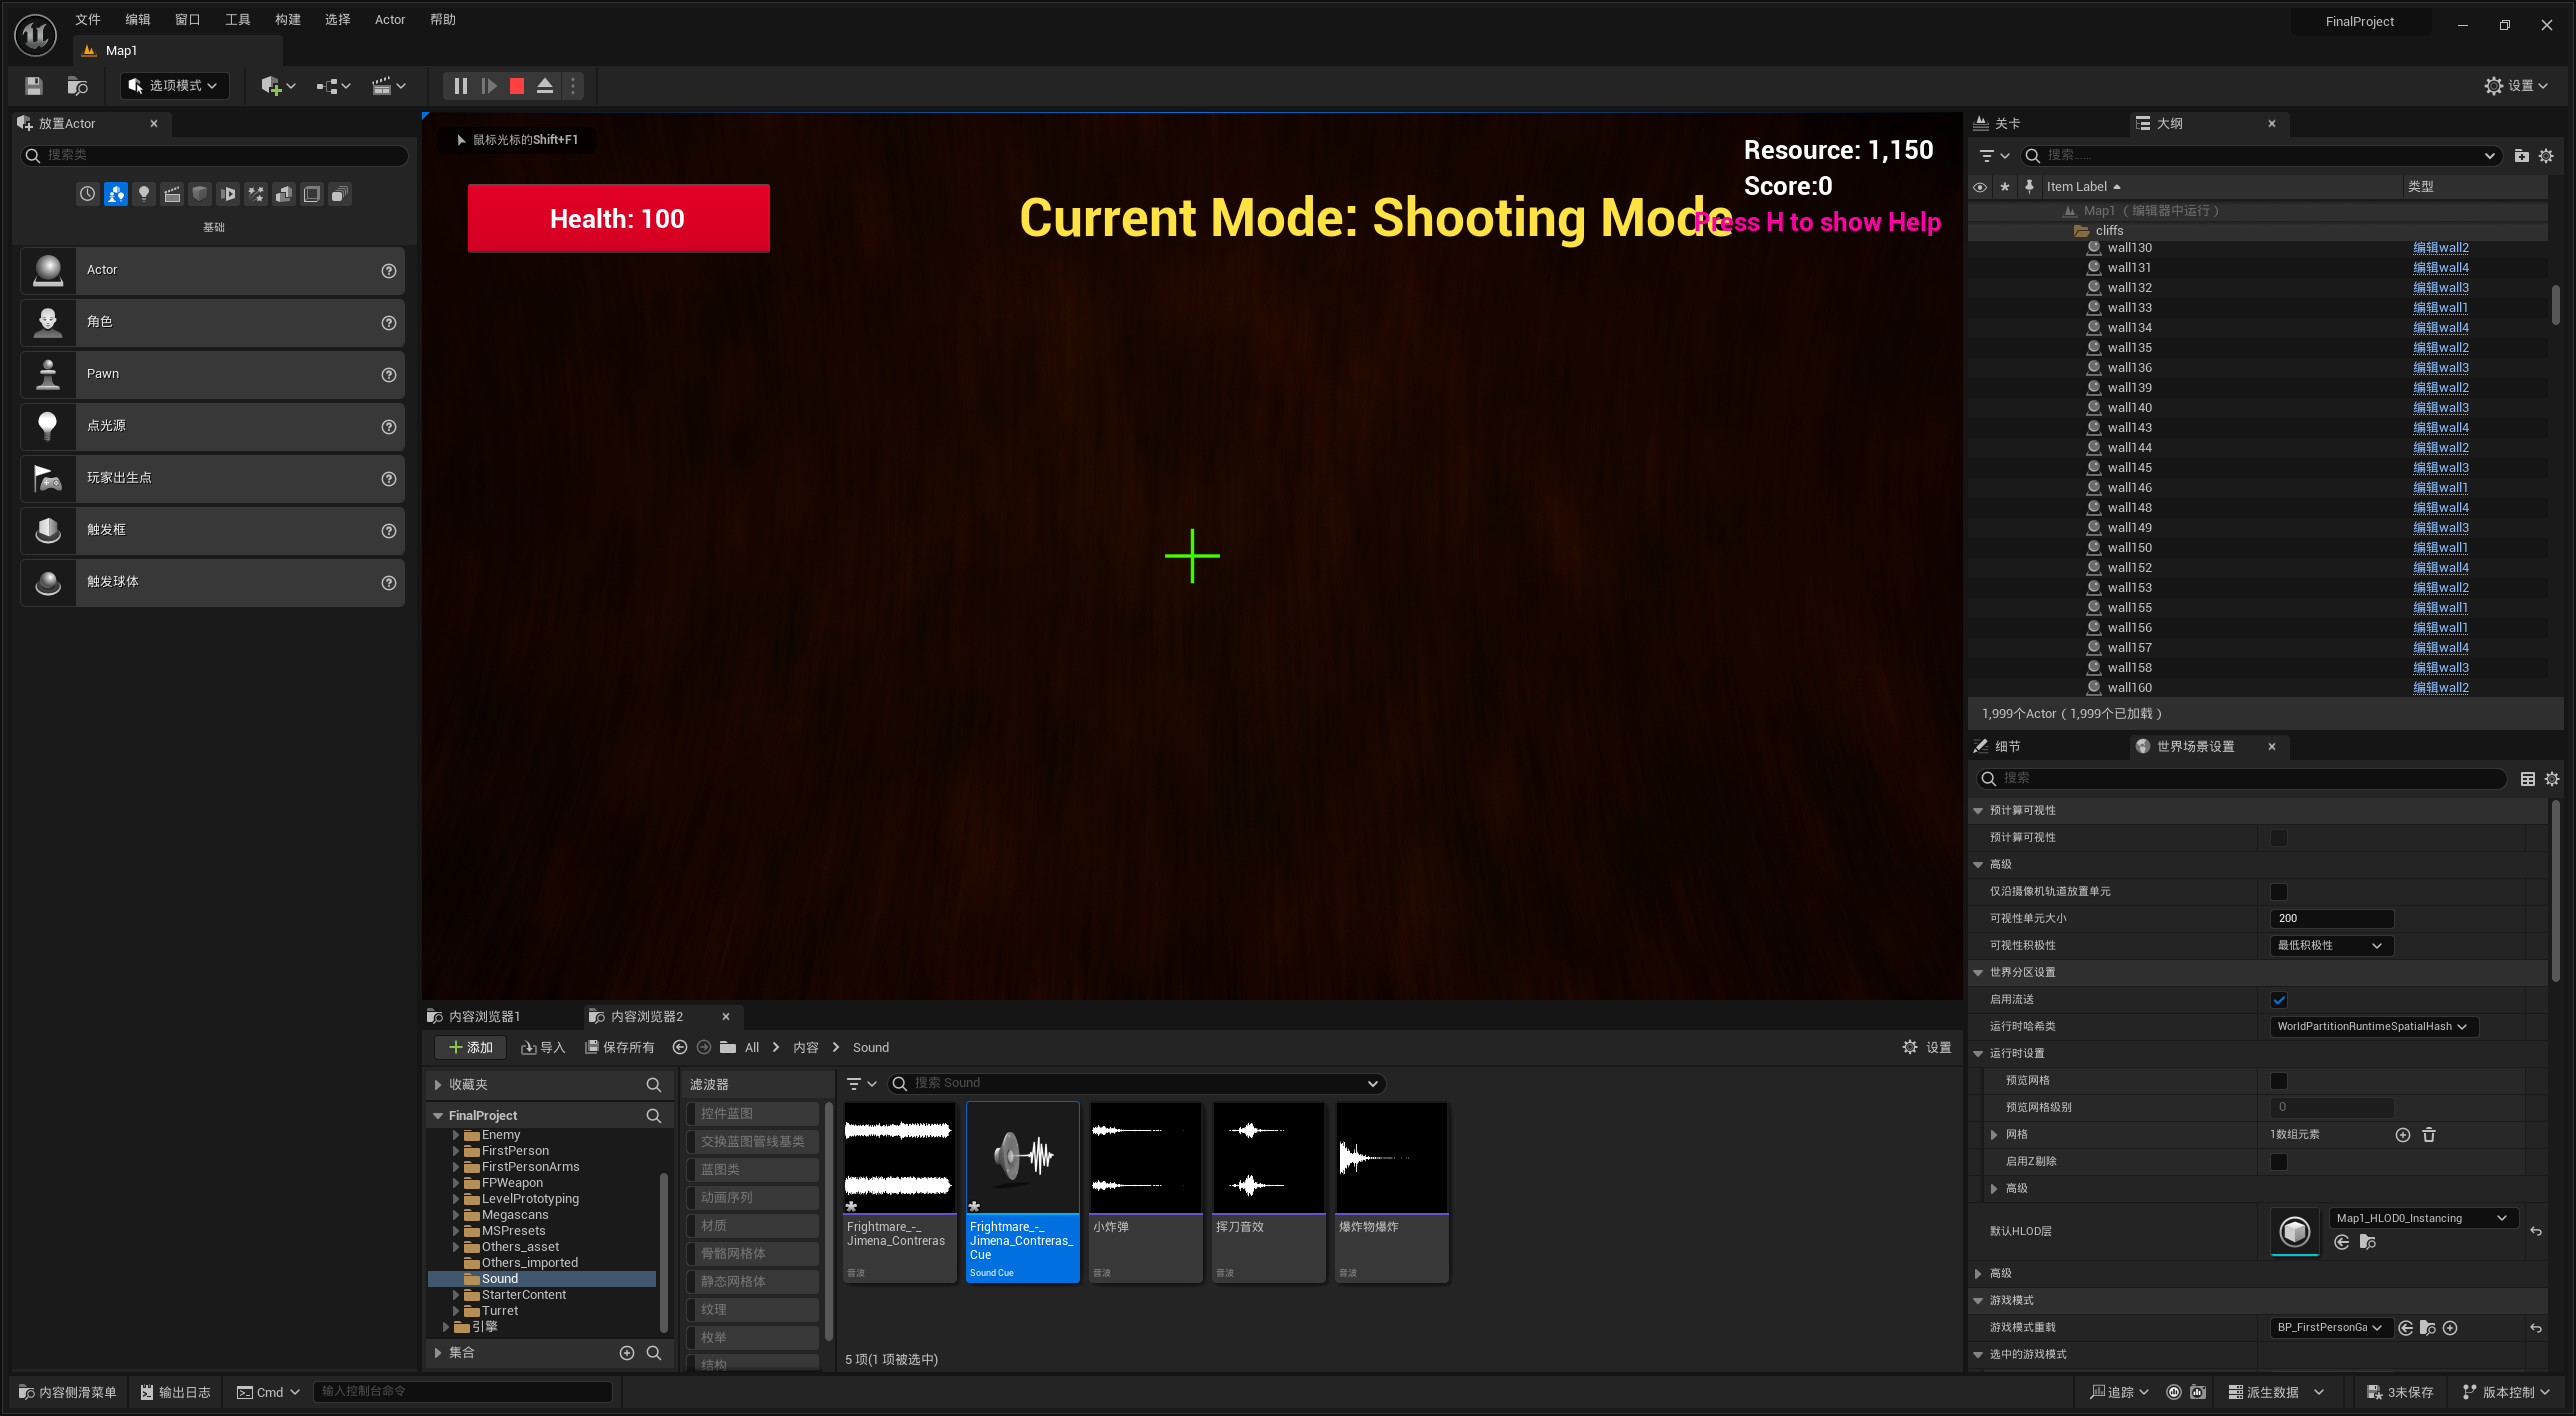 文件 编辑 窗口 工具 构建 选择 Actor 帮助
FinalProject
Map1
选项模式
设置
放置Actor
搜索类
基础
Actor
角色
Pawn
点光源
玩家出生点
触发框
触发球体
鼠标光标的Shift+F1
Health: 100
Current Mode: Shooting Mode
Resource: 1,150
Score:0
Press H to show Help
关卡
大纲
搜索......
Item Label 类型
Map1（编辑器中运行）
cliffs
wall130 编辑wall2
wall131 编辑wall4
wall132 编辑wall3
wall133 编辑wall1
wall134 编辑wall4
wall135 编辑wall2
wall136 编辑wall3
wall139 编辑wall2
wall140 编辑wall3
wall143 编辑wall4
wall144 编辑wall2
wall145 编辑wall3
wall146 编辑wall1
wall148 编辑wall4
wall149 编辑wall3
wall150 编辑wall1
wall152 编辑wall4
wall153 编辑wall2
wall155 编辑wall1
wall156 编辑wall1
wall157 编辑wall4
wall158 编辑wall3
wall160 编辑wall2
1,999个Actor（1,999个已加载）
细节
世界场景设置
搜索
预计算可视性
预计算可视性
高级
仅沿摄像机轨道放置单元
可视性单元大小 200
可视性积极性 最低积极性
世界分区设置
启用流送
运行时哈希类 WorldPartitionRuntimeSpatialHash
运行时设置
预览网格
预览网格级别 0
网格 1数组元素
启用Z剔除
高级
默认HLOD层 Map1_HLOD0_Instancing
高级
游戏模式
游戏模式重载 BP_FirstPersonGa
选中的游戏模式
内容浏览器1
内容浏览器2
添加 导入 保存所有 All 内容 Sound
设置
收藏夹
FinalProject
Enemy
FirstPerson
FirstPersonArms
FPWeapon
LevelPrototyping
Megascans
MSPresets
Others_asset
Others_imported
Sound
StarterContent
Turret
引擎
集合
滤波器
控件蓝图
交换蓝图管线基类
蓝图类
动画序列
材质
骨骼网格体
静态网格体
纹理
枚举
结构
搜索 Sound
Frightmare_-_
Jimena_Contreras
音波
Frightmare_-_
Jimena_Contreras_
Cue
Sound Cue
小炸弹
音波
挥刀音效
音波
爆炸物爆炸
音波
5 项(1 项被选中)
内容侧滑菜单 输出日志 Cmd 输入控制台命令
追踪 派生数据 3未保存 版本控制